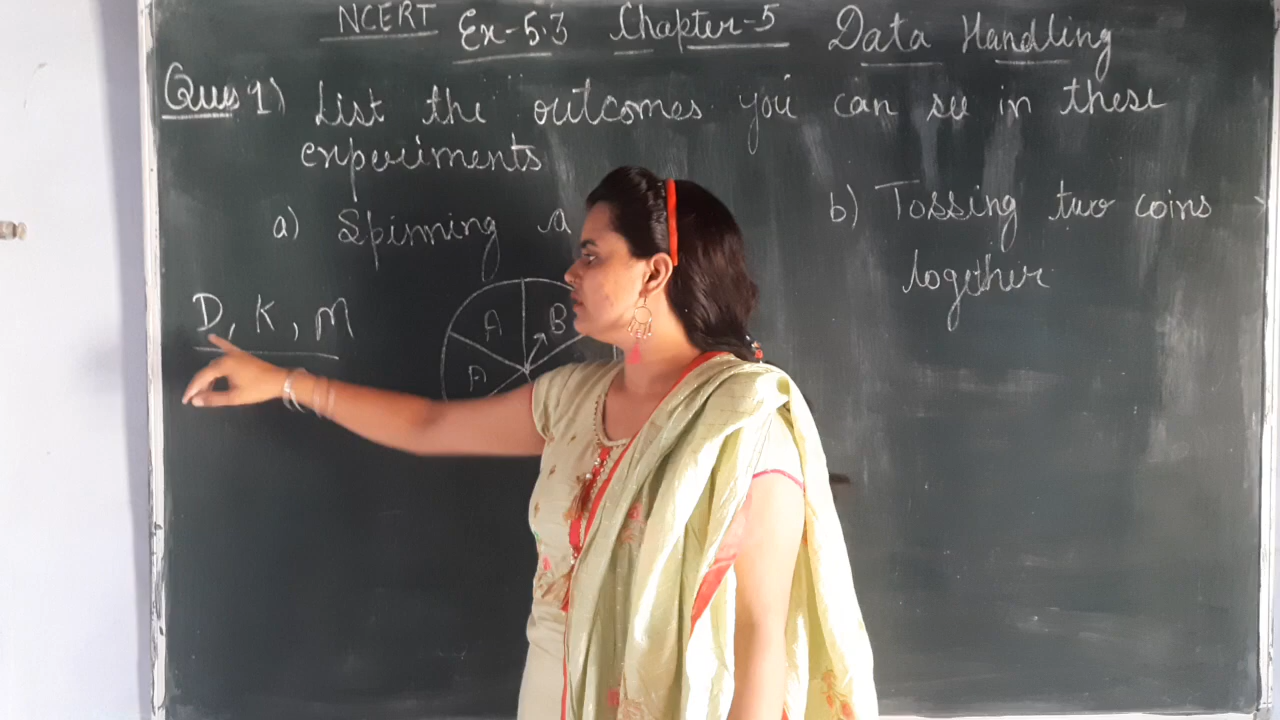 NCERT Ex-5.3 Chapter-5 Data Handling
Ques 1) List the outcomes you can see in these
experiments
a) Spinning a
b) Tossing two coins
together
D, K, M
A B
A